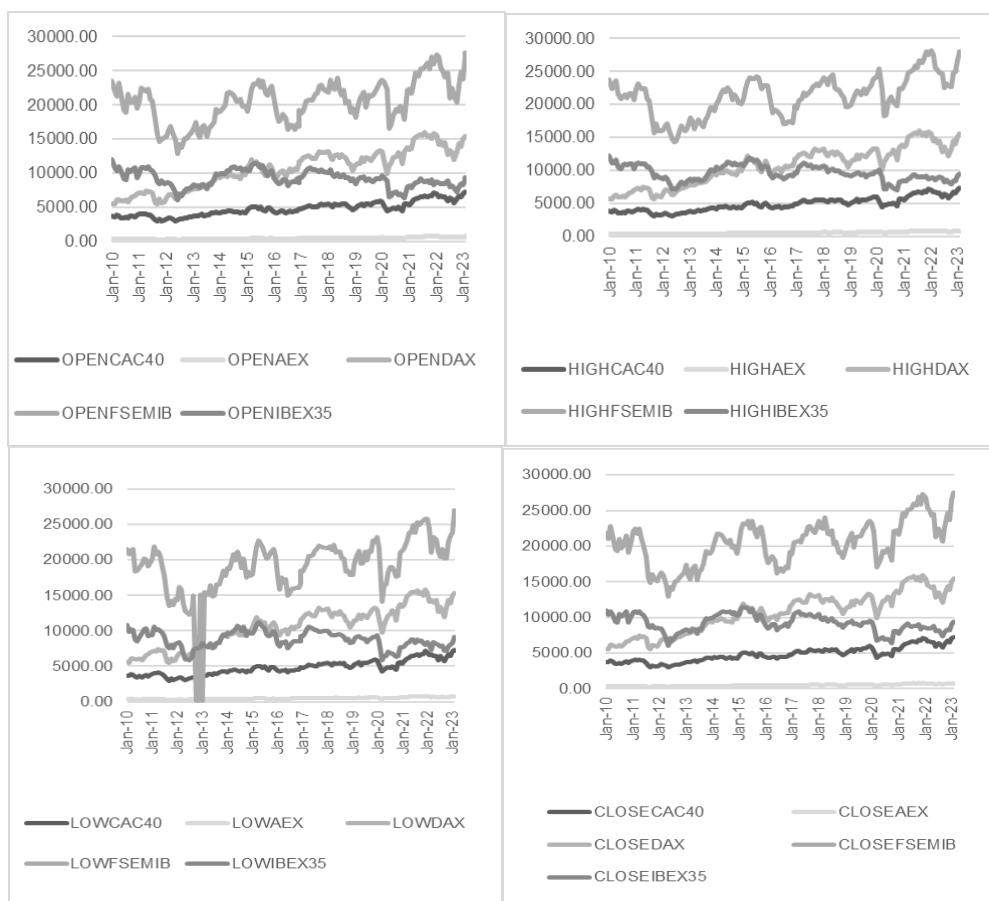 30000.00
25000.00
20000.00
15000.00
10000.00
5000.00
0.00
Jan-10
Jan-11
Jan-12
Jan-13
Jan-14
Jan-15
Jan-16
Jan-17
Jan-18
Jan-19
Jan-20
Jan-21
Jan-22
Jan-23
OPENCAC40 OPENAEX OPENDAX
OPENFSEMIB OPENIBEX35
30000.00
25000.00
20000.00
15000.00
10000.00
5000.00
0.00
Jan-10
Jan-11
Jan-12
Jan-13
Jan-14
Jan-15
Jan-16
Jan-17
Jan-18
Jan-19
Jan-20
Jan-21
Jan-22
Jan-23
HIGHCAC40 HIGHAEX HIGHDAX
HIGHFSEMIB HIGHIBEX35
30000.00
25000.00
20000.00
15000.00
10000.00
5000.00
0.00
Jan-10
Jan-11
Jan-12
Jan-13
Jan-14
Jan-15
Jan-16
Jan-17
Jan-18
Jan-19
Jan-20
Jan-21
Jan-22
Jan-23
LOWCAC40 LOWAEX LOWDAX
LOWFSEMIB LOWIBEX35
30000.00
25000.00
20000.00
15000.00
10000.00
5000.00
0.00
Jan-10
Jan-11
Jan-12
Jan-13
Jan-14
Jan-15
Jan-16
Jan-17
Jan-18
Jan-19
Jan-20
Jan-21
Jan-22
Jan-23
CLOSECAC40 CLOSEAEX
CLOSEDAX CLOSEFSEMIB
CLOSEIBEX35